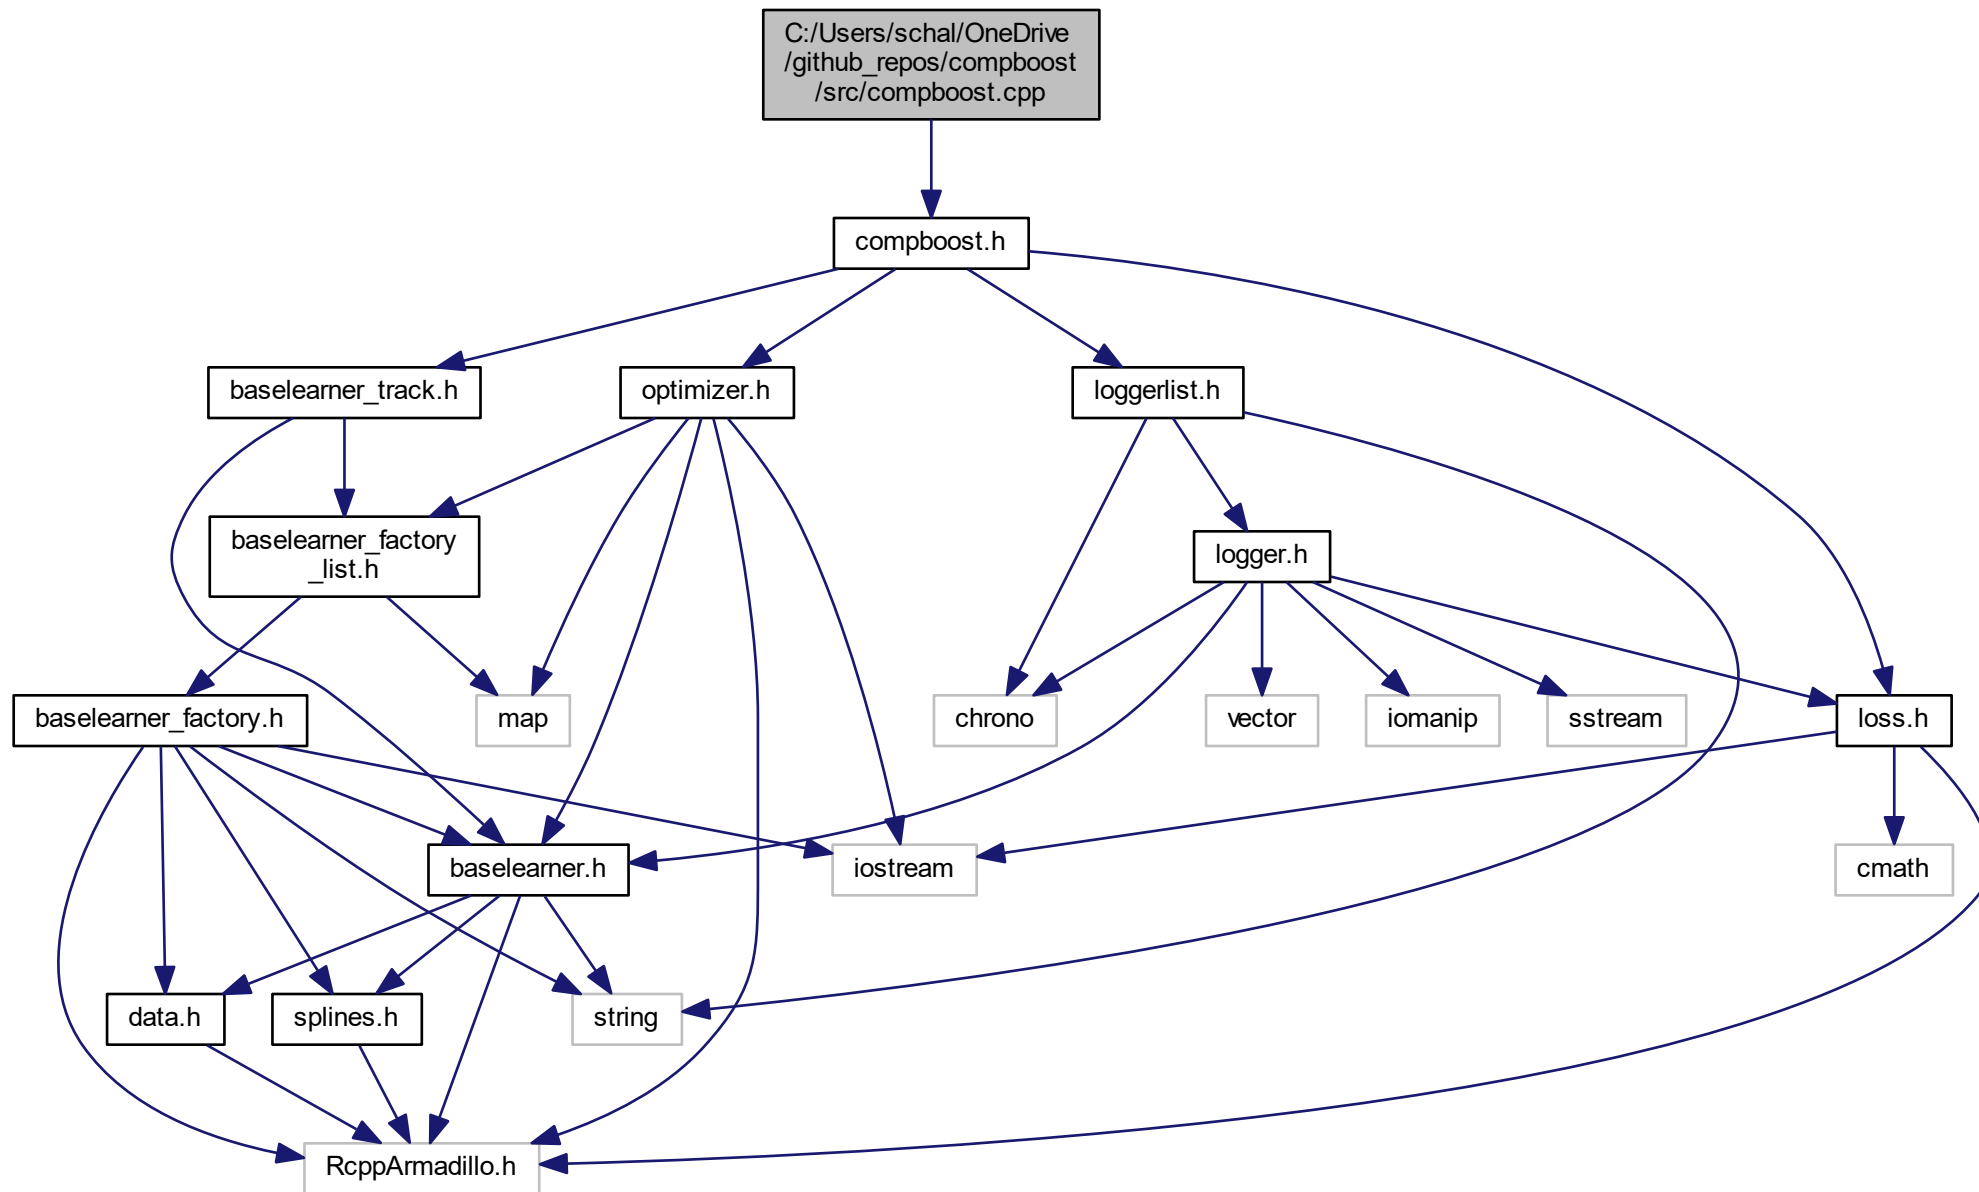 C:/Users/schal/OneDrive
/github_repos/compboost
/src/compboost.cpp
compboost.h
baselearner_track.h
optimizer.h
loggerlist.h
baselearner_factory
_list.h
logger.h
baselearner_factory.h
map
chrono
vector
iomanip
sstream
loss.h
baselearner.h
iostream
cmath
data.h
splines.h
string
RcppArmadillo.h